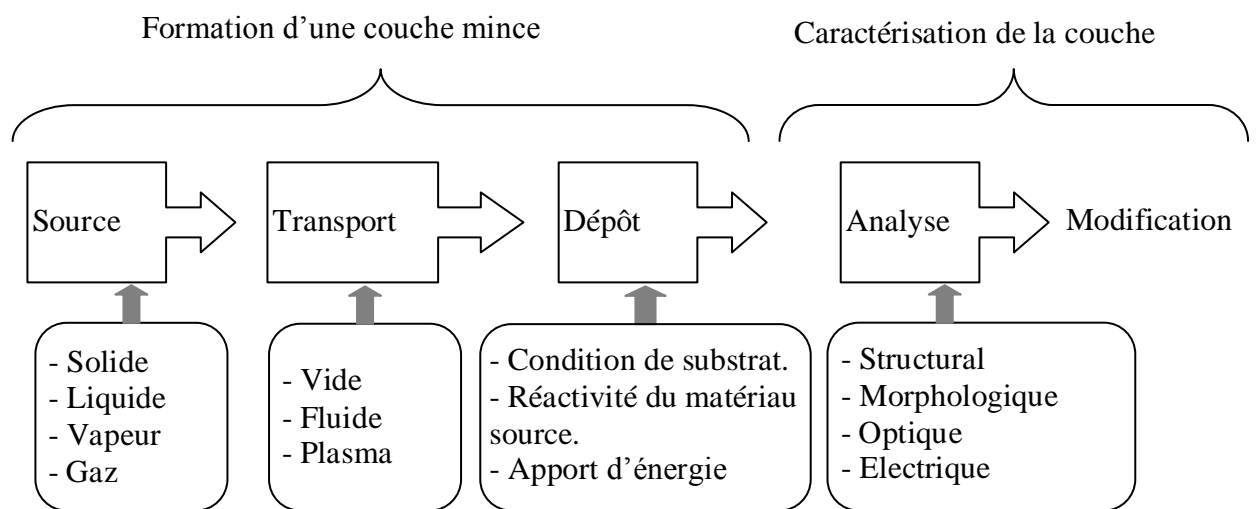 Formation d’une couche mince
Caractérisation de la couche
Source
Transport
Dépôt
Analyse
Modification
- Solide
- Liquide
- Vapeur
- Gaz
- Vide
- Fluide
- Plasma
- Condition de substrat.
- Réactivité du matériau
source.
- Apport d’énergie
- Structural
- Morphologique
- Optique
- Electrique